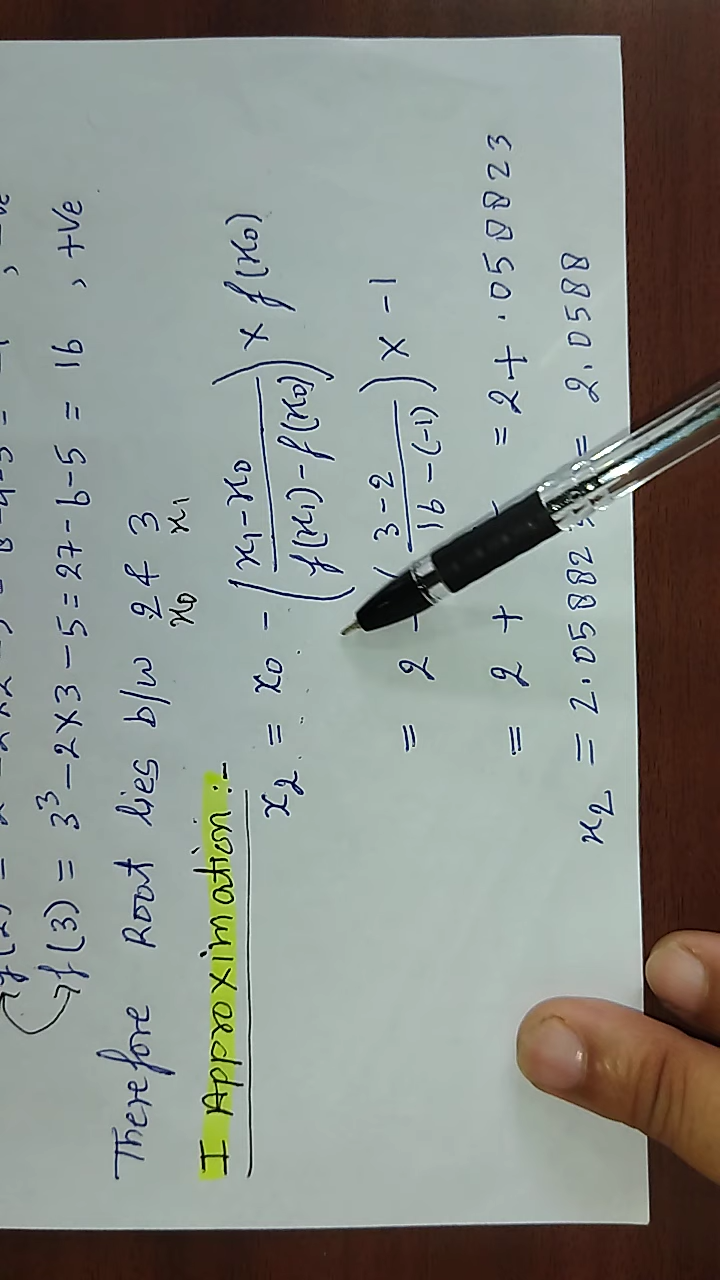 f(3) = 3³ - 2×3 - 5 = 27 - 6 - 5 = 16 , +ve
Therefore Root lies b/w 2 & 3
x₀ x₁
I Approximation :-
x₂ = x₀ - (x₁ - x₀ / f(x₁) - f(x₀)) × f(x₀)
= 2 - (3 - 2 / 16 - (-1)) × -1
= 2 + = 2 + .058823
x₂ = 2.05882 = 2.0588